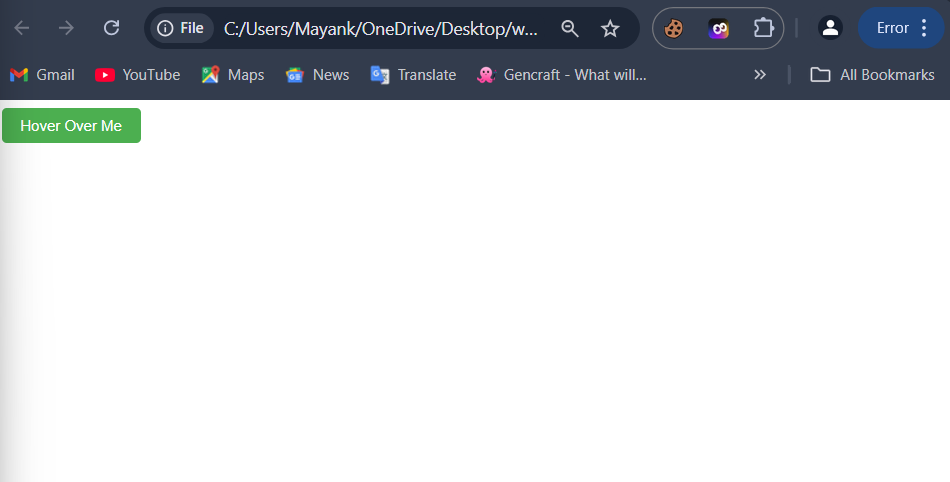 File C:/Users/Mayank/OneDrive/Desktop/w... Error
Gmail YouTube Maps News Translate Gencraft - What will... All Bookmarks
Hover Over Me